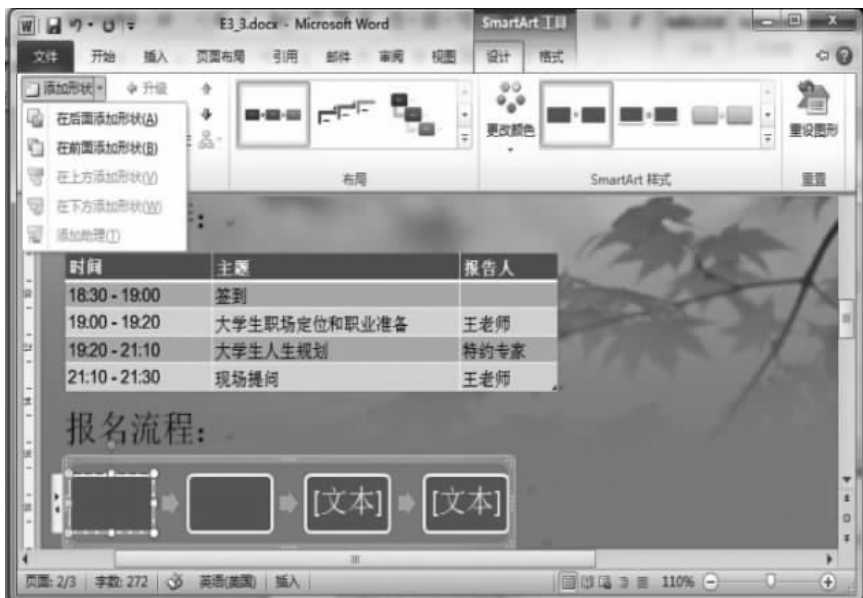 E3_3.docx - Microsoft Word
SmartArt 工具
文件 开始 插入 页面布局 引用 邮件 审阅 视图 设计 格式
添加形状 升级
在后面添加形状(A)
在前面添加形状(B)
在上方添加形状(V)
在下方添加形状(W)
添加助理(T)
更改颜色
重设图形
布局 SmartArt 样式 重置
时间 主题 报告人
18:30 - 19:00 签到
19:00 - 19:20 大学生职场定位和职业准备 王老师
19:20 - 21:10 大学生人生规划 特约专家
21:10 - 21:30 现场提问 王老师
报名流程：
[文本] [文本]
页面: 2/3 字数: 272 英语(美国) 插入 110%